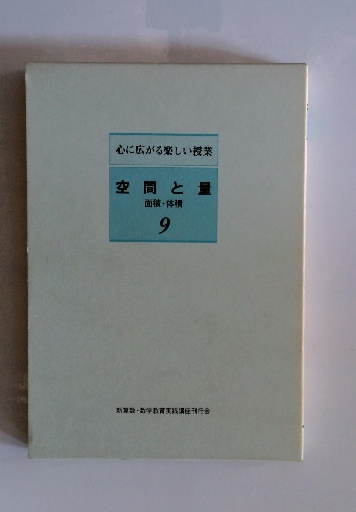 心に広がる楽しい授業
空間と量
面積・体積
9
新算数・数学教育実践講座刊行会